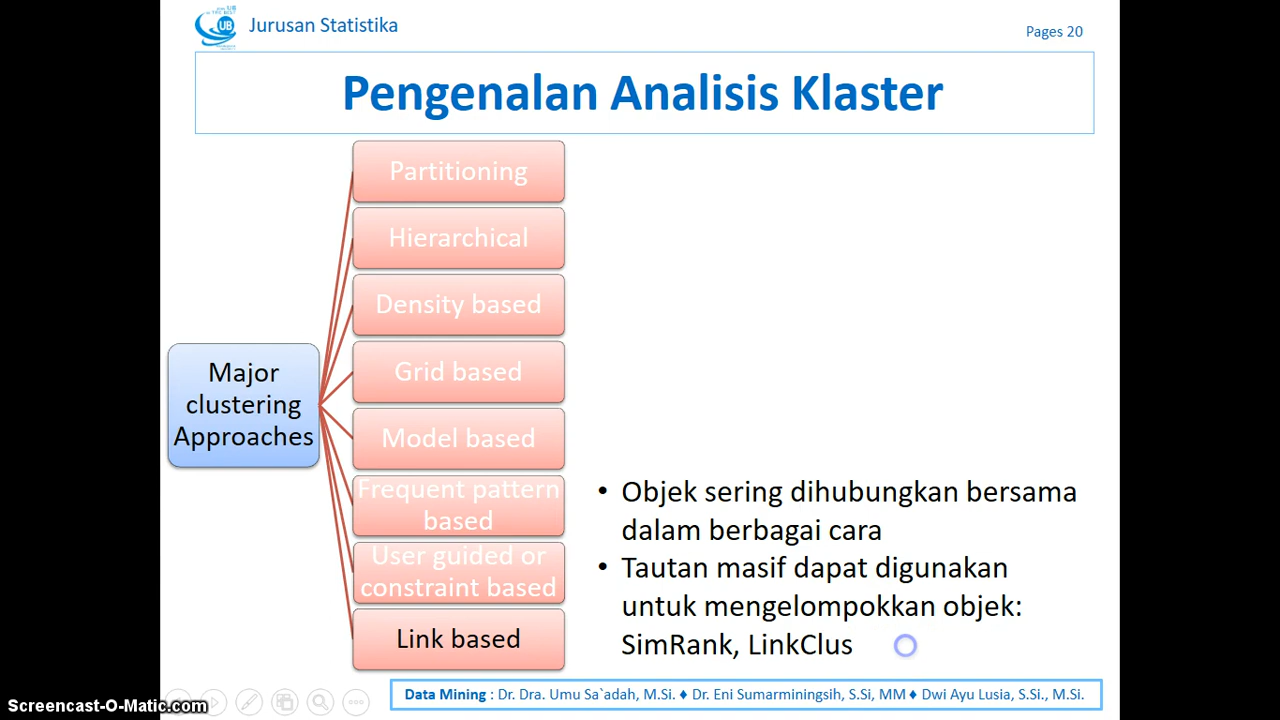 UB
Jurusan Statistika
Pages 20
Pengenalan Analisis Klaster
Major
clustering
Approaches
Partitioning
Hierarchical
Density based
Grid based
Model based
Frequent pattern
based
User guided or
constraint based
Link based
• Objek sering dihubungkan bersama
dalam berbagai cara
• Tautan masif dapat digunakan
untuk mengelompokkan objek:
SimRank, LinkClus
Data Mining : Dr. Dra. Umu Sa`adah, M.Si. ♦ Dr. Eni Sumarminingsih, S.Si, MM ♦ Dwi Ayu Lusia, S.Si., M.Si.
Screencast-O-Matic.com